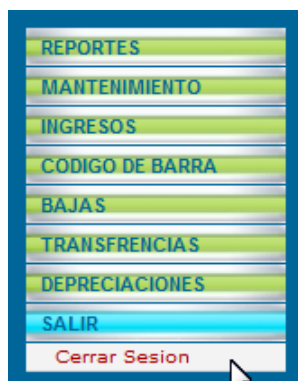 REPORTES
MANTENIMIENTO
INGRESOS
CODIGO DE BARRA
BAJAS
TRANSFRENCIAS
DEPRECIACIONES
SALIR
Cerrar Sesion